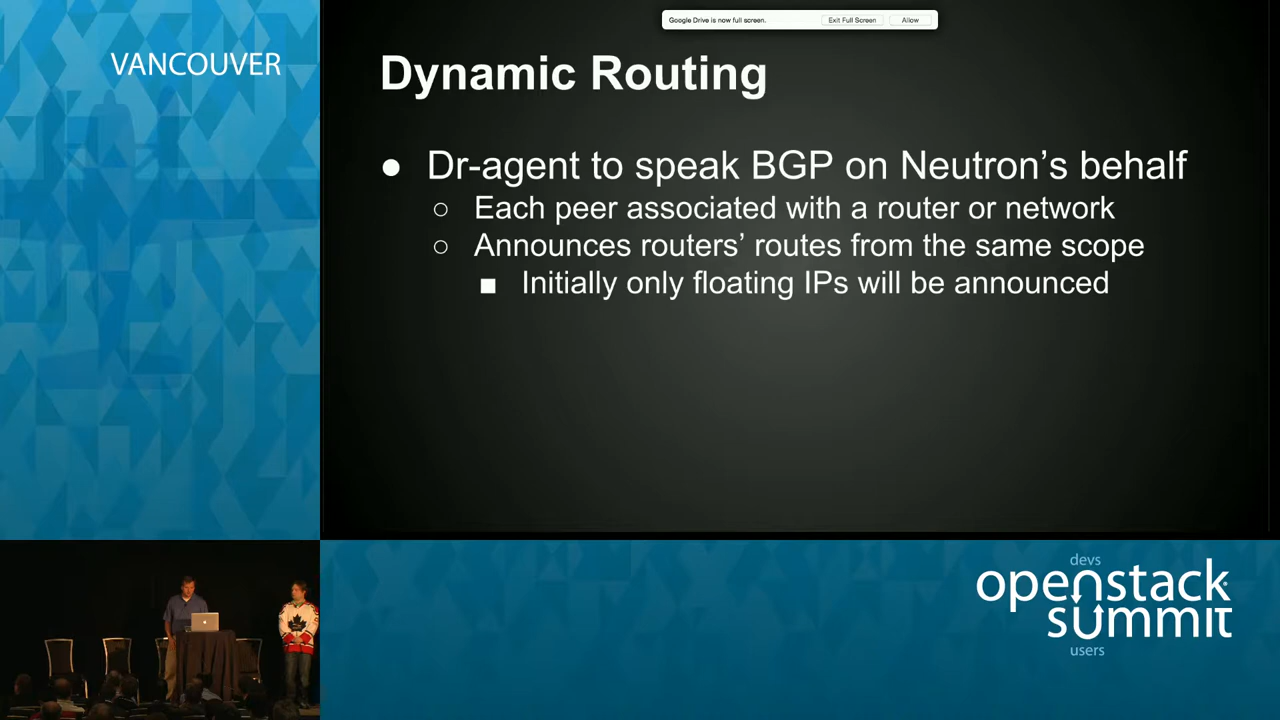 VANCOUVER
Google Drive is now full screen.
Exit Full Screen
Allow
Dynamic Routing
● Dr-agent to speak BGP on Neutron's behalf
○ Each peer associated with a router or network
○ Announces routers' routes from the same scope
■ Initially only floating IPs will be announced
devs
openstack
summit
users